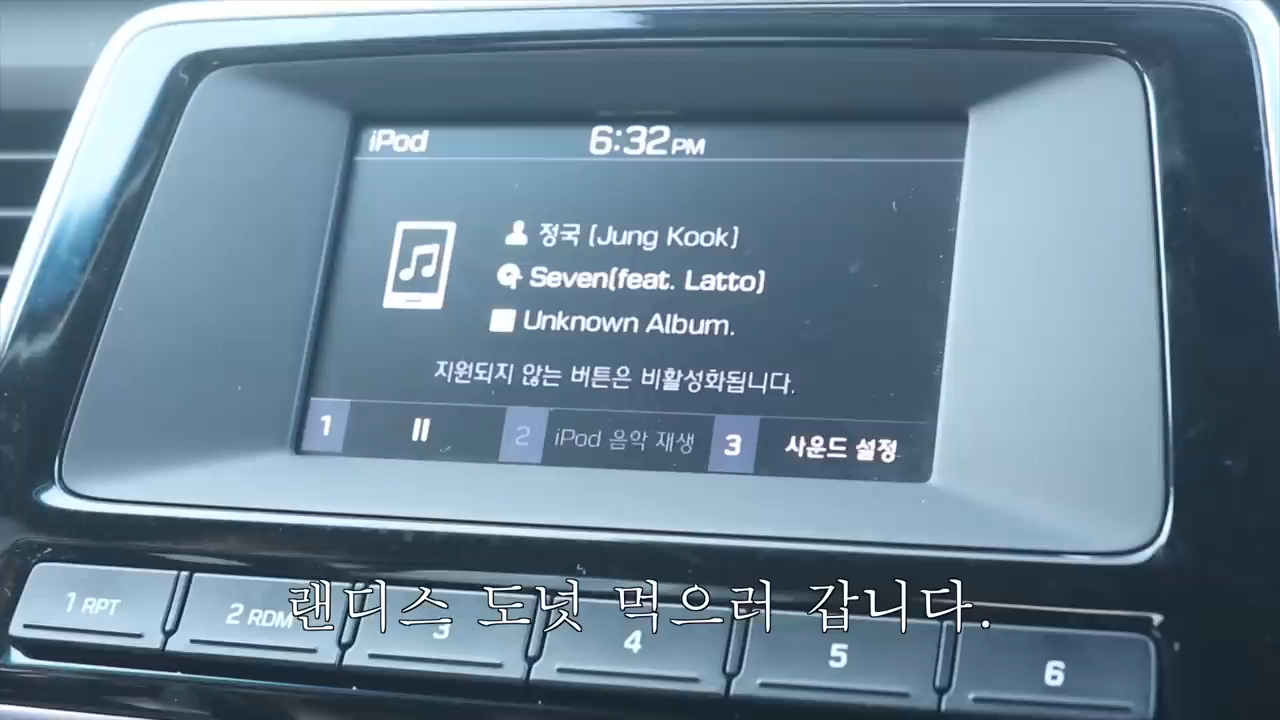 iPod 6:32PM
정국 (Jung Kook)
Seven(feat. Latto)
Unknown Album.
지원되지 않는 버튼은 비활성화됩니다.
1 2 iPod 음악 재생 3 사운드 설정
랜디스 도넛 먹으러 갑니다.
1 RPT 2 RDM 3 4 5 6